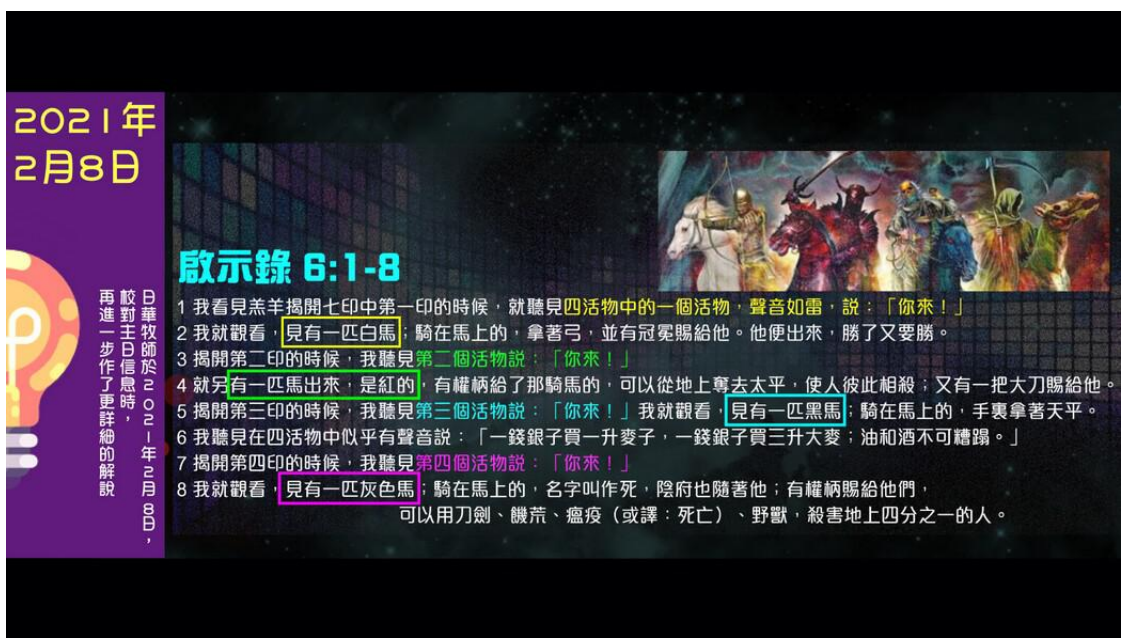 2021年
2月8日
日華牧師於2021年2月8日，
校對主日信息時，
再進一步作了更詳細的解說
啟示錄 6:1-8
1 我看見羔羊揭開七印中第一印的時候，就聽見四活物中的一個活物，聲音如雷，說：「你來！」
2 我就觀看，見有一匹白馬；騎在馬上的，拿著弓，並有冠冕賜給他。他便出來，勝了又要勝。
3 揭開第二印的時候，我聽見第二個活物說：「你來！」
4 就另有一匹馬出來，是紅的，有權柄給了那騎馬的，可以從地上奪去太平，使人彼此相殺；又有一把大刀賜給他。
5 揭開第三印的時候，我聽見第三個活物說：「你來！」我就觀看，見有一匹黑馬；騎在馬上的，手裏拿著天平。
6 我聽見在四活物中似乎有聲音說：「一錢銀子買一升麥子，一錢銀子買三升大麥；油和酒不可糟蹋。」
7 揭開第四印的時候，我聽見第四個活物說：「你來！」
8 我就觀看，見有一匹灰色馬；騎在馬上的，名字叫作死，陰府也隨著他；有權柄賜給他們，
可以用刀劍、饑荒、瘟疫（或譯：死亡）、野獸，殺害地上四分之一的人。